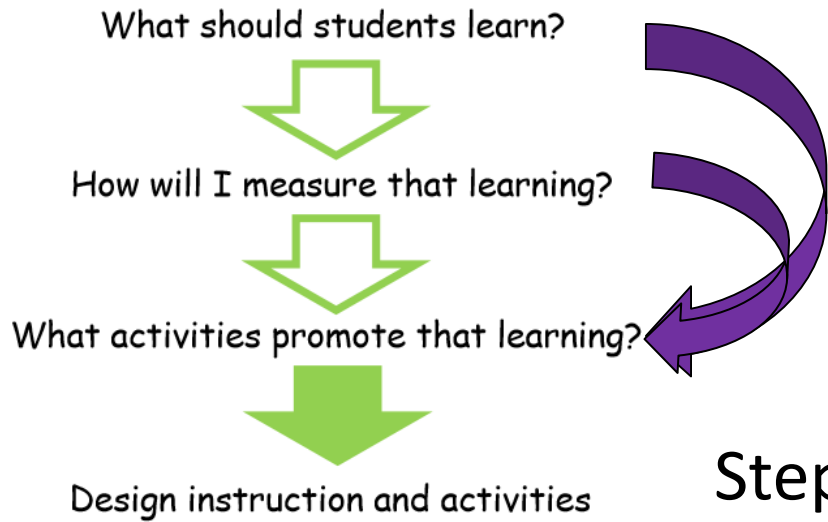 What should students learn?
How will I measure that learning?
What activities promote that learning?
Design instruction and activities
Step